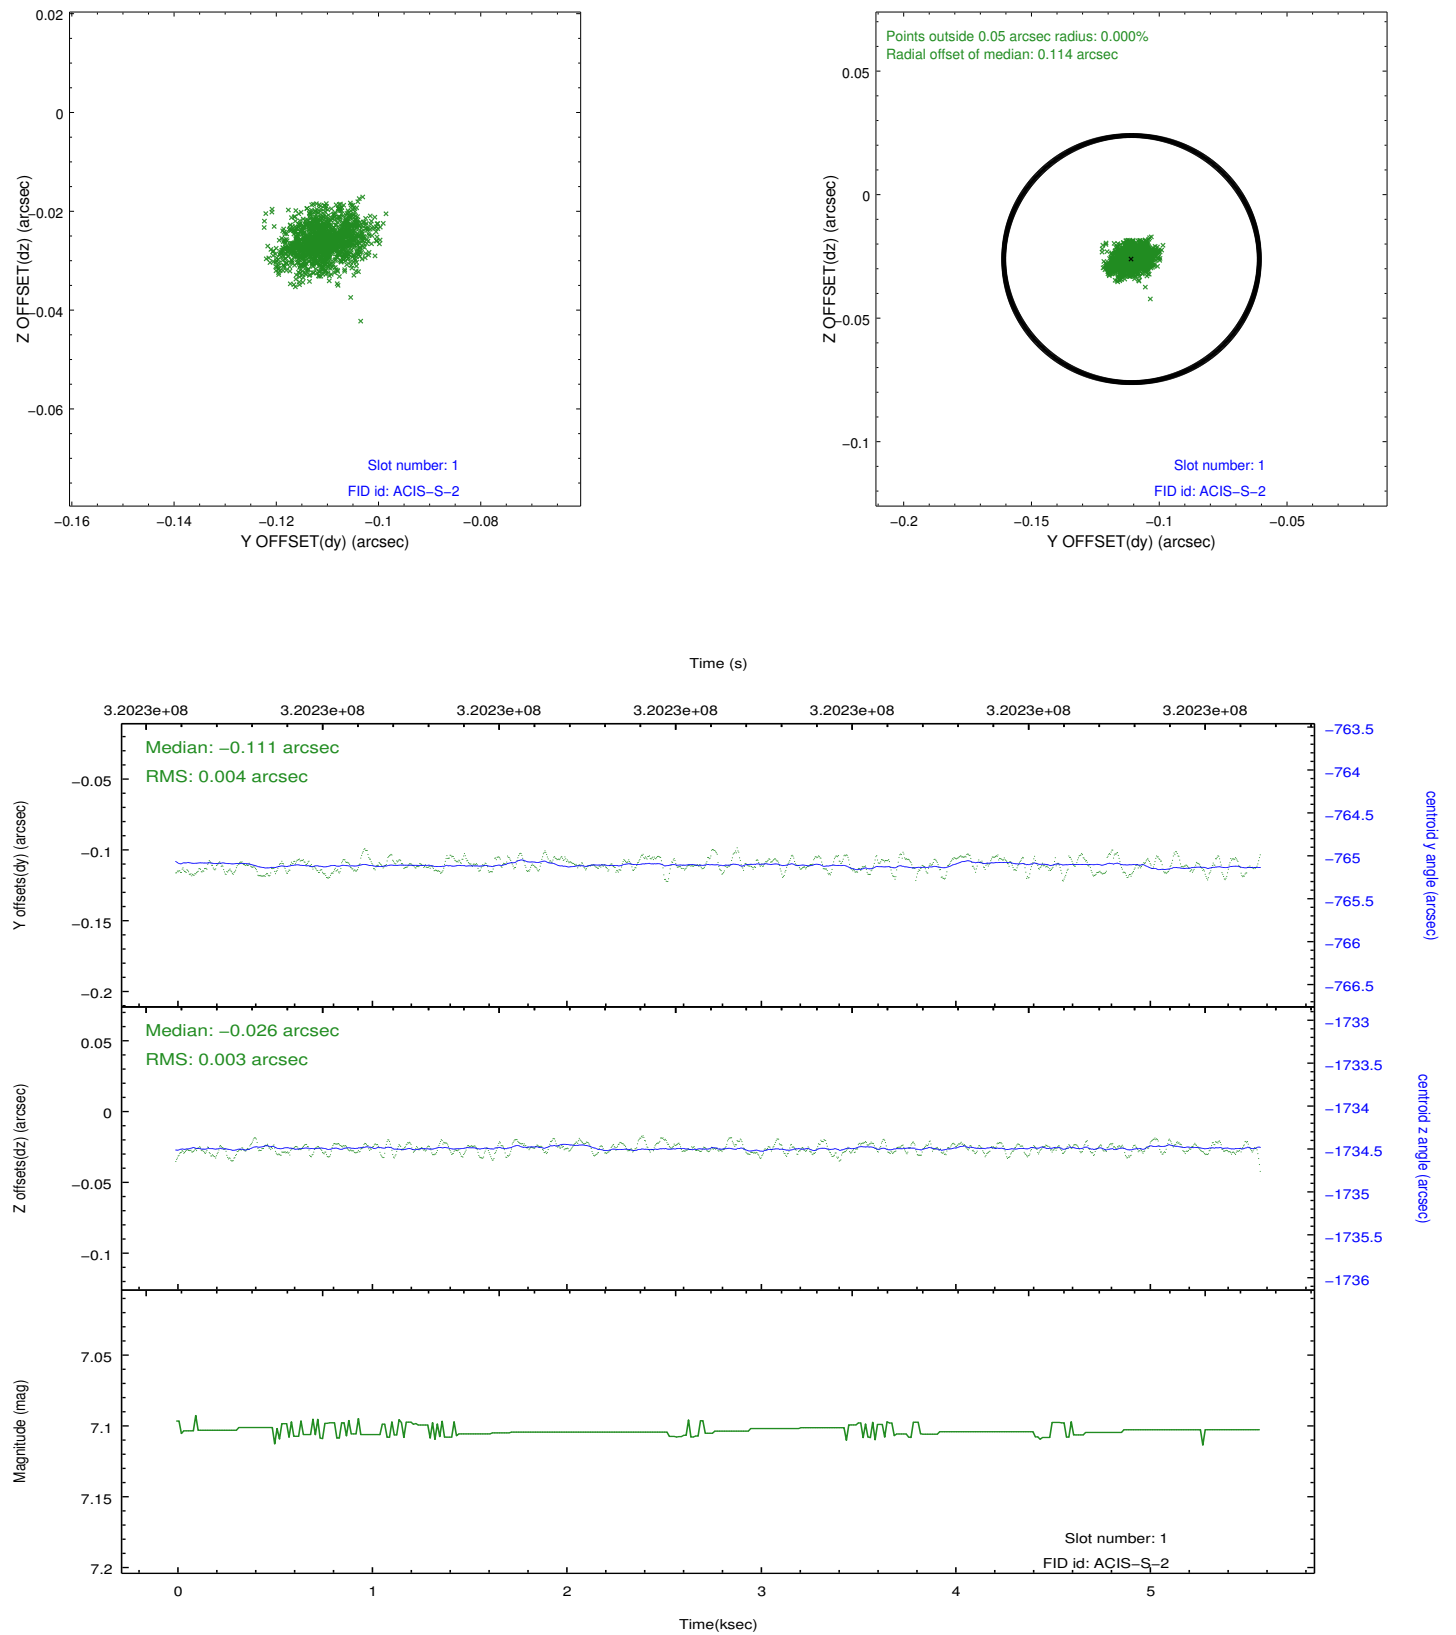 0.02
0
−0.02
−0.04
−0.06
Z OFFSET(dz) (arcsec)
Slot number: 1
FID id: ACIS−S−2
−0.16
−0.14
−0.12
−0.1
−0.08
Y OFFSET(dy) (arcsec)
Points outside 0.05 arcsec radius: 0.000%
Radial offset of median: 0.114 arcsec
0.05
0
−0.05
−0.1
Z OFFSET(dz) (arcsec)
Slot number: 1
FID id: ACIS−S−2
−0.2
−0.15
−0.1
−0.05
Y OFFSET(dy) (arcsec)
Time (s)
3.2023e+08
3.2023e+08
3.2023e+08
3.2023e+08
3.2023e+08
3.2023e+08
3.2023e+08
Median: −0.111 arcsec
RMS: 0.004 arcsec
−0.05
−0.1
−0.15
−0.2
Y offsets(dy) (arcsec)
−763.5
−764
−764.5
−765
−765.5
−766
−766.5
centroid y angle (arcsec)
Median: −0.026 arcsec
RMS: 0.003 arcsec
0.05
0
−0.05
−0.1
Z offsets(dz) (arcsec)
−1733
−1733.5
−1734
−1734.5
−1735
−1735.5
−1736
centroid z angle (arcsec)
7.05
7.1
7.15
7.2
Magnitude (mag)
Slot number: 1
FID id: ACIS−S−2
0
1
2
3
4
5
Time(ksec)